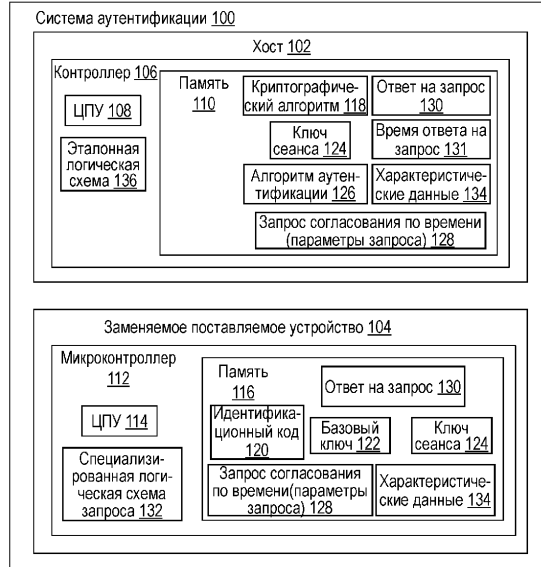 Система аутентификации 100
Хост 102
Контроллер 106
ЦПУ 108
Эталонная
логическая
схема 136
Память
110
Криптографиче-
ский алгоритм 118
Ответ на запрос
130
Ключ
сеанса 124
Время ответа на
запрос 131
Алгоритм аутен-
тификации 126
Характеристиче-
ские данные 134
Запрос согласования по времени
(параметры запроса) 128
Заменяемое поставляемое устройство 104
Микроконтроллер
112
ЦПУ 114
Специализи-
рованная логи-
ческая схема
запроса 132
Память
116
Ответ на запрос 130
Идентифика-
ционный код
120
Базовый
ключ 122
Ключ
сеанса 124
Запрос согласования
по времени(параметры
запроса) 128
Характеристиче-
ские данные 134